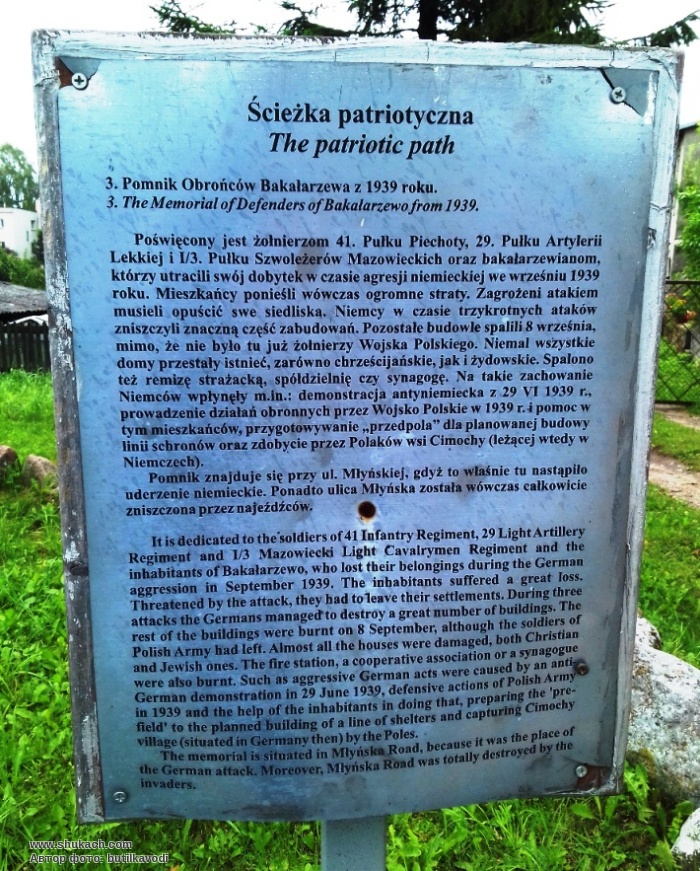 Ścieżka patriotyczna
The patriotic path
3. Pomnik Obrońców Bakałarzewa z 1939 roku.
3. The Memorial of Defenders of Bakałarzewo from 1939.
Poświęcony jest żołnierzom 41. Pułku Piechoty, 29. Pułku Artylerii
Lekkiej i I/3. Pułku Szwoleżerów Mazowieckich oraz bakałarzewianom,
którzy utracili swój dobytek w czasie agresji niemieckiej we wrześniu 1939
roku. Mieszkańcy ponieśli wówczas ogromne straty. Zagrożeni atakiem
musieli opuścić swe siedliska. Niemcy w czasie trzykrotnych ataków
zniszczyli znaczną część zabudowań. Pozostałe budowle spalili 8 września,
mimo, że nie było tu już żołnierzy Wojska Polskiego. Niemal wszystkie
domy przestały istnieć, zarówno chrześcijańskie, jak i żydowskie. Spalono
też remizę strażacką, spółdzielnię czy synagogę. Na takie zachowanie
Niemców wpłynęły m.in.: demonstracja antyniemiecka z 29 VI 1939 r.,
prowadzenie działań obronnych przez Wojsko Polskie w 1939 r. i pomoc w
tym mieszkańców, przygotowywanie „przedpola” dla planowanej budowy
linii schronów oraz zdobycie przez Polaków wsi Cimochy (leżącej wtedy w
Niemczech).
Pomnik znajduje się przy ul. Młyńskiej, gdyż to właśnie tu nastąpiło
uderzenie niemieckie. Ponadto ulica Młyńska została wówczas całkowicie
zniszczona przez najeźdźców.
It is dedicated to the soldiers of 41 Infantry Regiment, 29 Light Artillery
Regiment and I/3 Mazowiecki Light Cavalrymen Regiment and the
inhabitants of Bakałarzewo, who lost their belongings during the German
aggression in September 1939. The inhabitants suffered a great loss.
Threatened by the attack, they had to leave their settlements. During three
attacks the Germans managed to destroy a great number of buildings. The
rest of the buildings were burnt on 8 September, although the soldiers of
Polish Army had left. Almost all the houses were damaged, both Christian
and Jewish ones. The fire station, a cooperative association or a synagogue
were also burnt. Such as aggressive German acts were caused by an anti-
German demonstration in 29 June 1939, defensive actions of Polish Army
in 1939 and the help of the inhabitants in doing that, preparing the 'pre-
field' to the planned building of a line of shelters and capturing Cimochy
village (situated in Germany then) by the Poles.
The memorial is situated in Młyńska Road, because it was the place of
the German attack. Moreover, Młyńska Road was totally destroyed by the
invaders.
www.shukach.com
Автор фото: butilkavodi